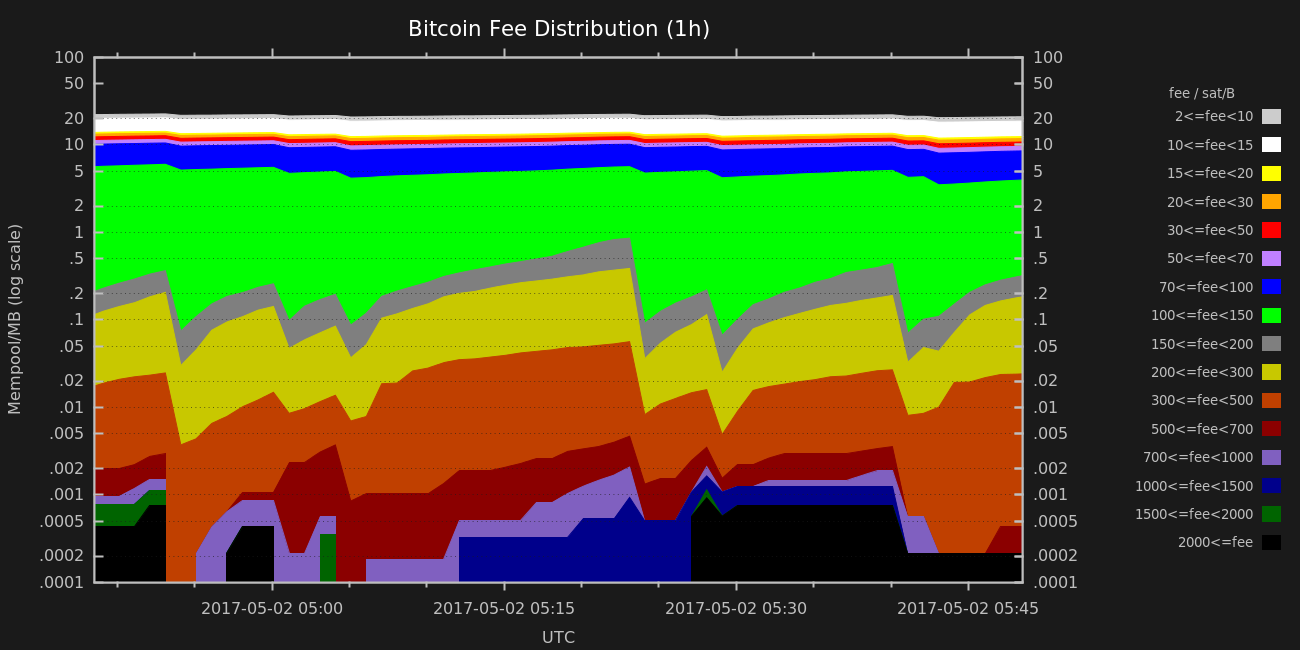 Bitcoin Fee Distribution (1h)
100
50
20
10
5
2
1
.5
.2
.1
.05
.02
.01
.005
.002
.001
.0005
.0002
.0001
Mempool/MB (log scale)
100
50
20
10
5
2
1
.5
.2
.1
.05
.02
.01
.005
.002
.001
.0005
.0002
.0001
2017-05-02 05:00
2017-05-02 05:15
2017-05-02 05:30
2017-05-02 05:45
UTC
fee / sat/B
2<=fee<10
10<=fee<15
15<=fee<20
20<=fee<30
30<=fee<50
50<=fee<70
70<=fee<100
100<=fee<150
150<=fee<200
200<=fee<300
300<=fee<500
500<=fee<700
700<=fee<1000
1000<=fee<1500
1500<=fee<2000
2000<=fee